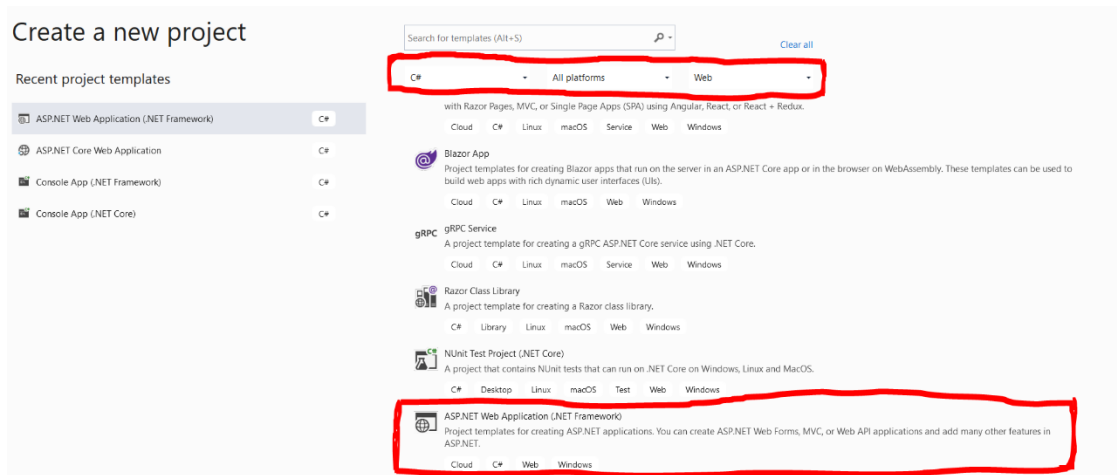 Create a new project
Recent project templates
ASP.NET Web Application (.NET Framework) C#
ASP.NET Core Web Application C#
Console App (.NET Framework) C#
Console App (.NET Core) C#
Search for templates (Alt+S)
Clear all
C# All platforms Web
with Razor Pages, MVC, or Single Page Apps (SPA) using Angular, React, or React + Redux.
Cloud C# Linux macOS Service Web Windows
Blazor App
Project templates for creating Blazor apps that run on the server in an ASP.NET Core app or in the browser on WebAssembly. These templates can be used to
build web apps with rich dynamic user interfaces (UIs).
Cloud C# Linux macOS Web Windows
gRPC gRPC Service
A project template for creating a gRPC ASP.NET Core service using .NET Core.
Cloud C# Linux macOS Service Web Windows
Razor Class Library
A project template for creating a Razor class library.
C# Library Linux macOS Web Windows
NUnit Test Project (.NET Core)
A project that contains NUnit tests that can run on .NET Core on Windows, Linux and MacOS.
C# Desktop Linux macOS Test Web Windows
ASP.NET Web Application (.NET Framework)
Project templates for creating ASP.NET applications. You can create ASP.NET Web Forms, MVC, or Web API applications and add many other features in
ASP.NET.
Cloud C# Web Windows